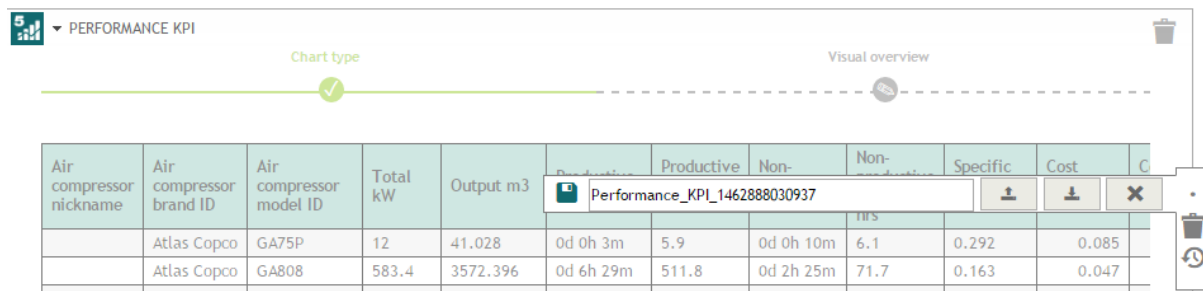 5 PERFORMANCE KPI
Chart type Visual overview
Air compressor nickname Air compressor brand ID Air compressor model ID Total kW Output m3 Productive Non- Non- Specific Cost
hrs
Performance_KPI_1462888030937
Atlas Copco GA75P 12 41.028 0d 0h 3m 5.9 0d 0h 10m 6.1 0.292 0.085
Atlas Copco GA808 583.4 3572.396 0d 6h 29m 511.8 0d 2h 25m 71.7 0.163 0.047